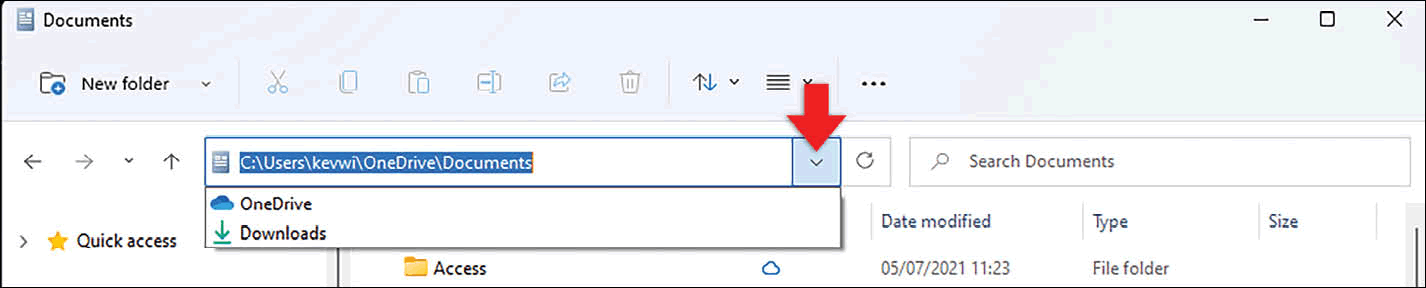 Documents
New folder
C:\Users\kevwi\OneDrive\Documents
Search Documents
OneDrive
Downloads
Quick access
Date modified
Type
Size
Access
05/07/2021 11:23
File folder